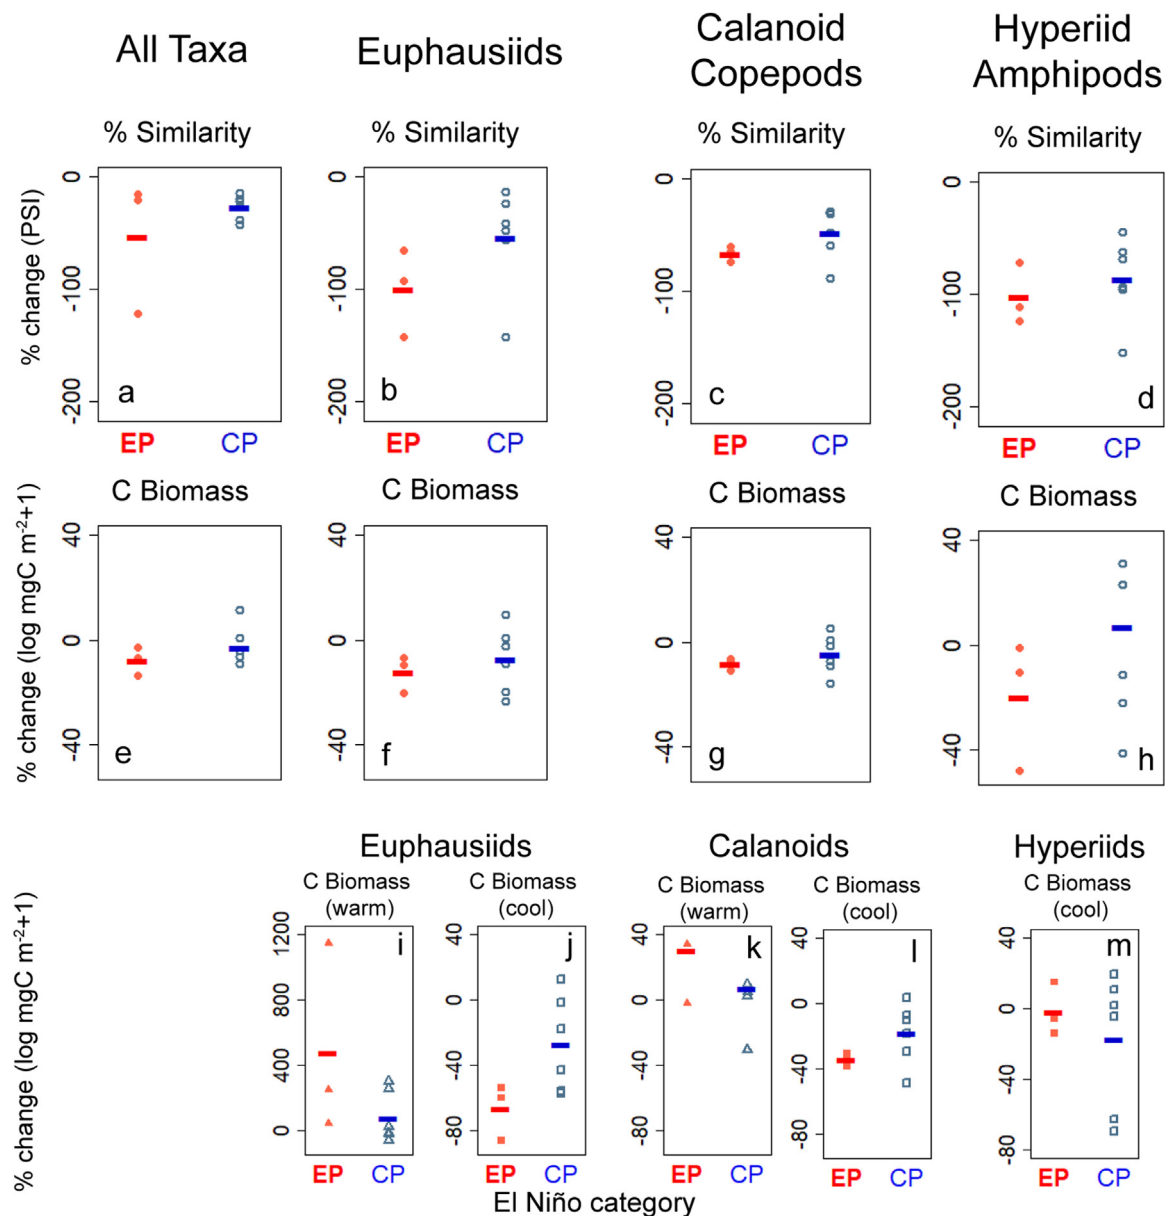 All Taxa
Euphausiids
Calanoid
Copepods
Hyperiid
Amphipods
% Similarity
% Similarity
% Similarity
% Similarity
% change (PSI)
0
-100
-200
a
EP
CP
0
-100
-200
b
EP
CP
0
-100
-200
c
EP
CP
0
-100
-200
d
EP
CP
C Biomass
C Biomass
C Biomass
C Biomass
% change (log mgC m-2+1)
40
0
-40
e
40
0
-40
f
40
0
-40
g
40
0
-40
h
Euphausiids
Calanoids
Hyperiids
C Biomass
(warm)
C Biomass
(cool)
C Biomass
(warm)
C Biomass
(cool)
C Biomass
(cool)
% change (log mgC m-2+1)
1200
800
400
0
i
EP
CP
40
0
-40
-80
j
EP
CP
40
0
-40
-80
k
EP
CP
40
0
-40
-80
l
EP
CP
40
0
-40
-80
m
EP
CP
El Niño category